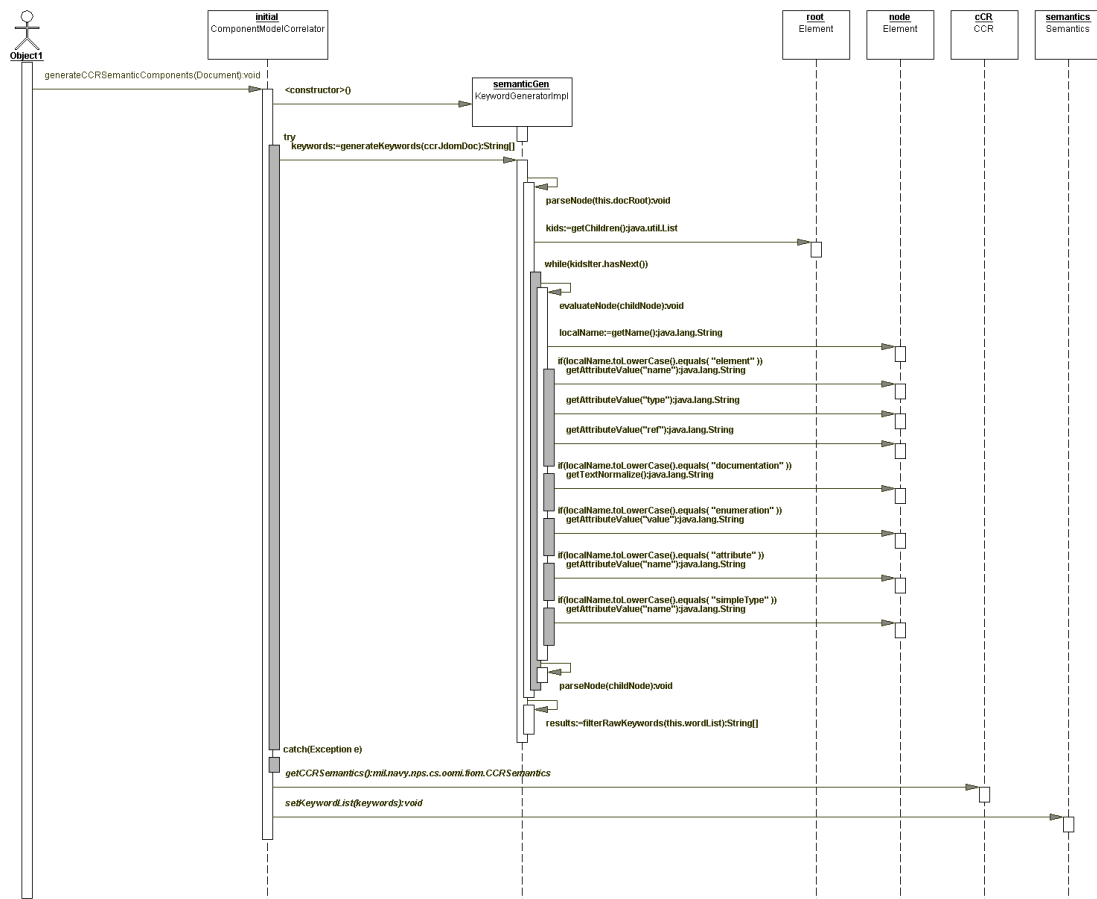 initial
ComponentModelCorrelator
root
Element
node
Element
cCR
CCR
semantics
Semantics
Object1
generateCCRSemanticComponents(Document):void
<constructor>()
semanticGen
KeywordGeneratorImpl
try
keywords:=generateKeywords(ccrJdomDoc):String[]
parseNode(this.docRoot):void
kids:=getChildren():java.util.List
while(kidsIter.hasNext())
evaluateNode(childNode):void
localName:=getName():java.lang.String
if(localName.toLowerCase().equals( "element" ))
getAttributeValue("name"):java.lang.String
getAttributeValue("type"):java.lang.String
getAttributeValue("ref"):java.lang.String
if(localName.toLowerCase().equals( "documentation" ))
getTextNormalize():java.lang.String
if(localName.toLowerCase().equals( "enumeration" ))
getAttributeValue("value"):java.lang.String
if(localName.toLowerCase().equals( "attribute" ))
getAttributeValue("name"):java.lang.String
if(localName.toLowerCase().equals( "simpleType" ))
getAttributeValue("name"):java.lang.String
parseNode(childNode):void
results:=filterRawKeywords(this.wordList):String[]
catch(Exception e)
getCCRSemantics():mil.navy.nps.cs.oomi.fiom.CCRSemantics
setKeywordList(keywords):void